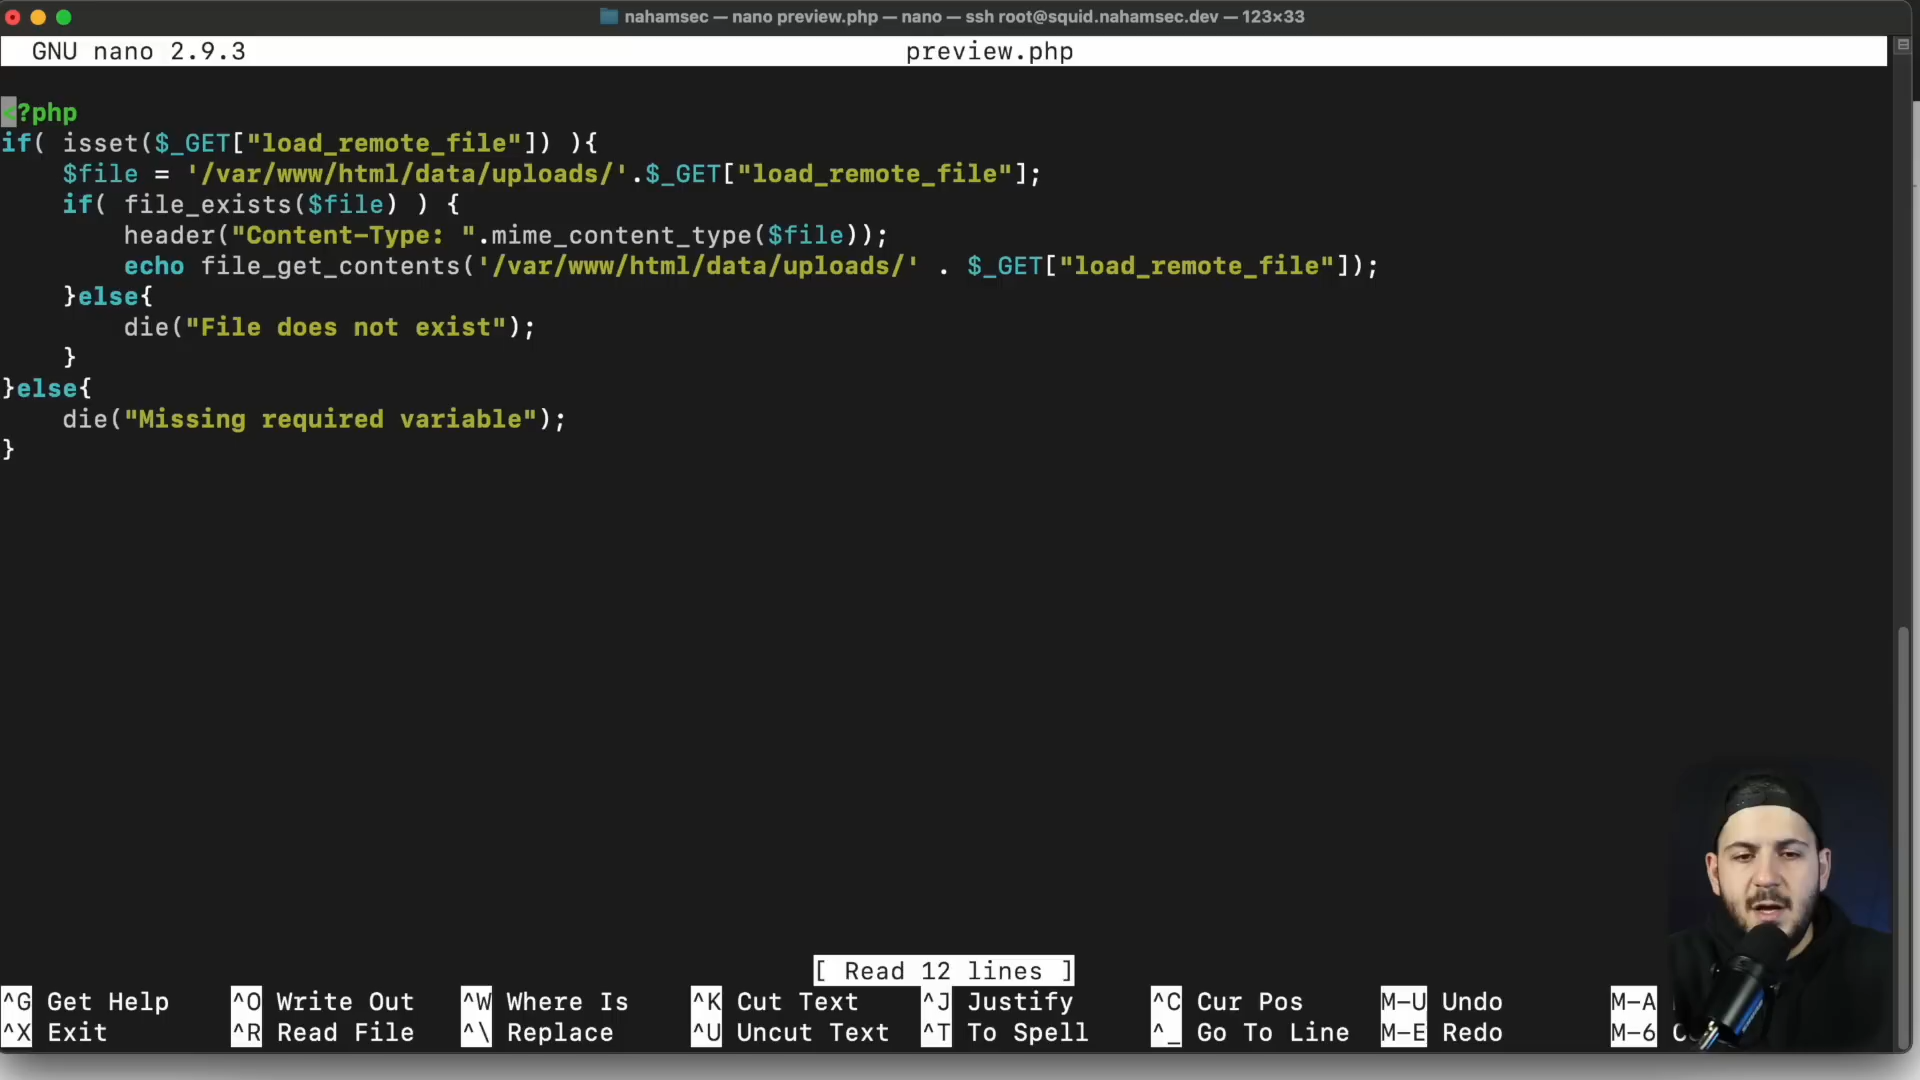 nahamsec — nano preview.php — nano — ssh root@squid.nahamsec.dev — 123×33
GNU nano 2.9.3 preview.php
<?php
if( isset($_GET["load_remote_file"]) ){
    $file = '/var/www/html/data/uploads/'.$_GET["load_remote_file"];
    if( file_exists($file) ) {
        header("Content-Type: ".mime_content_type($file));
        echo file_get_contents('/var/www/html/data/uploads/' . $_GET["load_remote_file"]);
    }else{
        die("File does not exist");
    }
}else{
    die("Missing required variable");
}
[ Read 12 lines ]
^G Get Help ^O Write Out ^W Where Is ^K Cut Text ^J Justify ^C Cur Pos M-U Undo M-A
^X Exit ^R Read File ^\ Replace ^U Uncut Text ^T To Spell ^_ Go To Line M-E Redo M-6